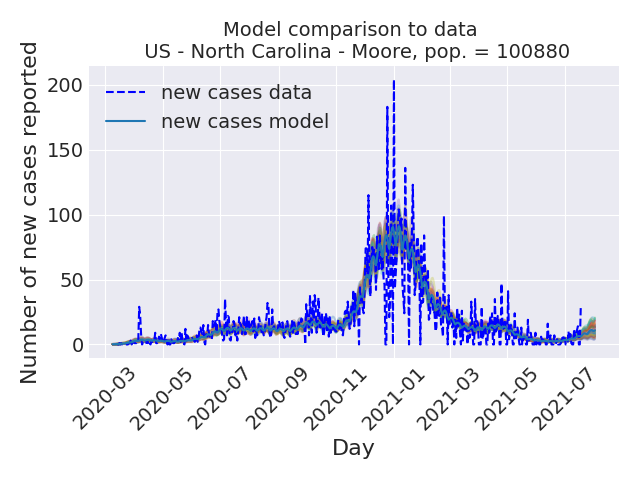 Model comparison to data
US - North Carolina - Moore, pop. = 100880
Number of new cases reported
200
150
100
50
0
new cases data
new cases model
2020-03
2020-05
2020-07
2020-09
2020-11
2021-01
2021-03
2021-05
2021-07
Day